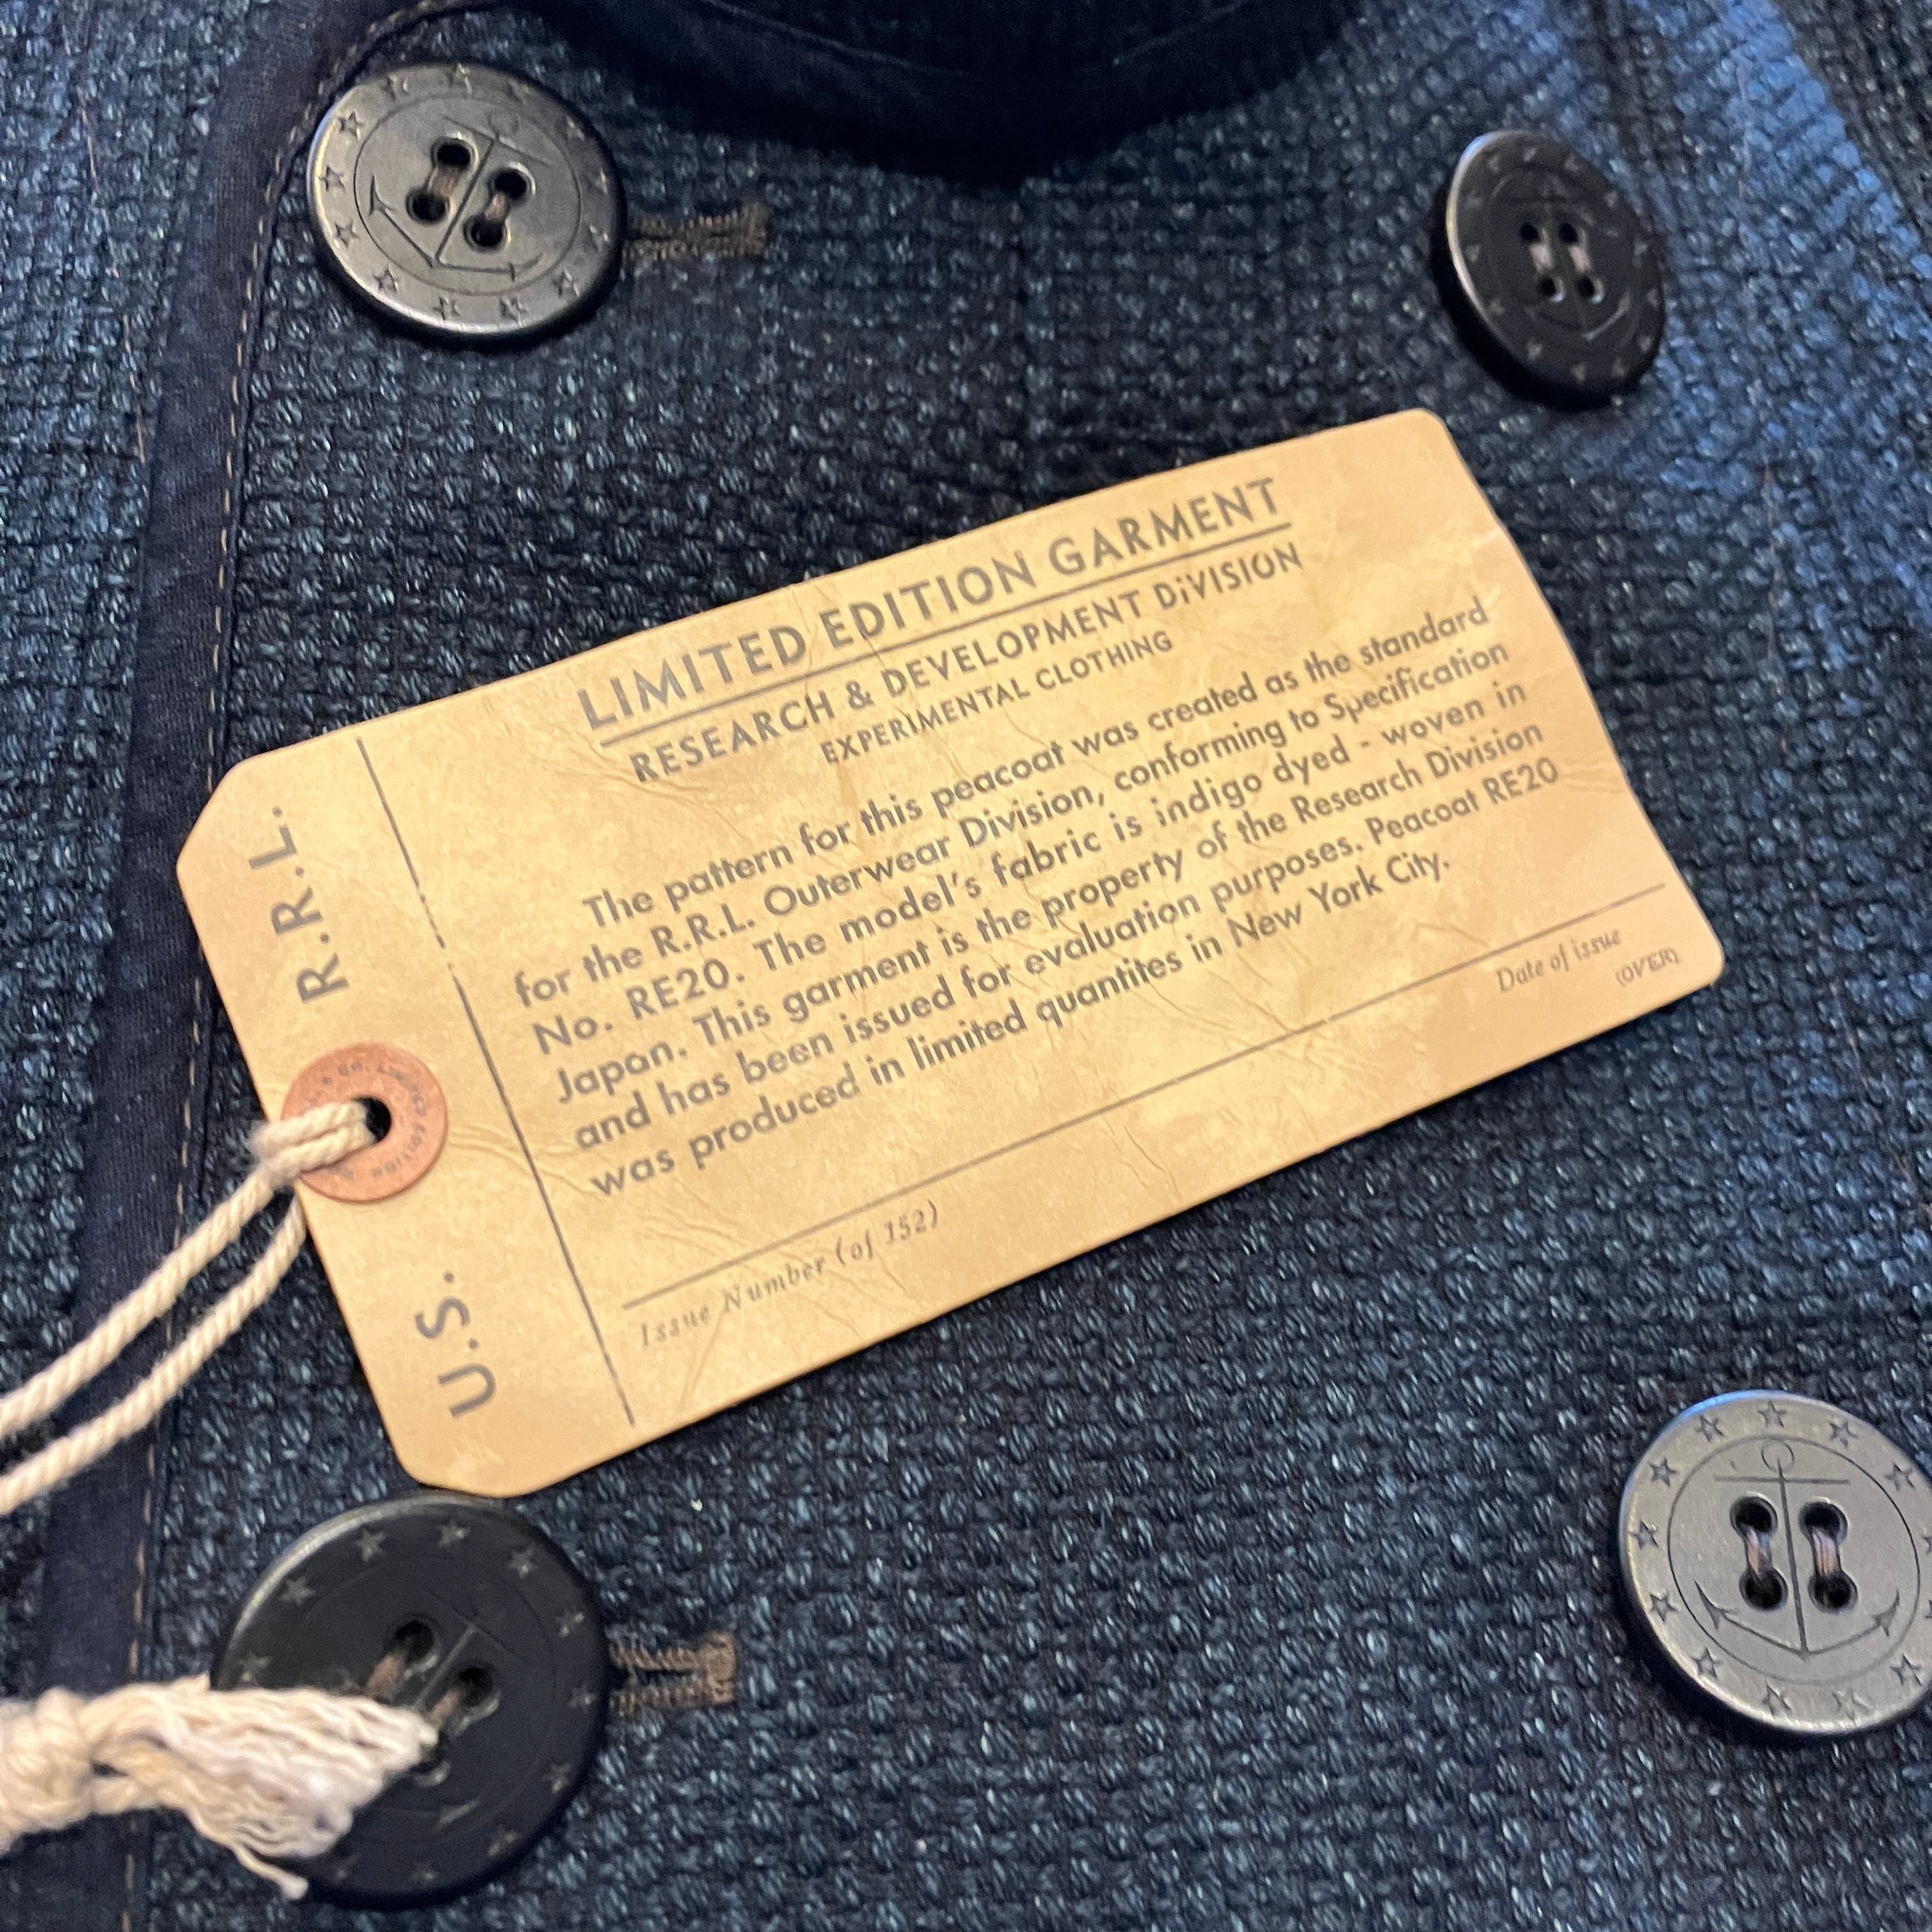 LIMITED EDITION GARMENT
RESEARCH & DEVELOPMENT DiVISION
EXPERIMENTAL CLOTHING
The pattern for this peacoat was created as the standard
for the R.R.L. Outerwear Division, conforming to Specification
No. RE20. The model's fabric is indigo dyed - woven in
Japan. This garment is the property of the Research Division
and has been issued for evaluation purposes. Peacoat RE20
was produced in limited quantites in New York City.
Date of issue
(OVER)
Issue Number (of 152)
U.S. R.R.L.
Co. LIMITED EDITION